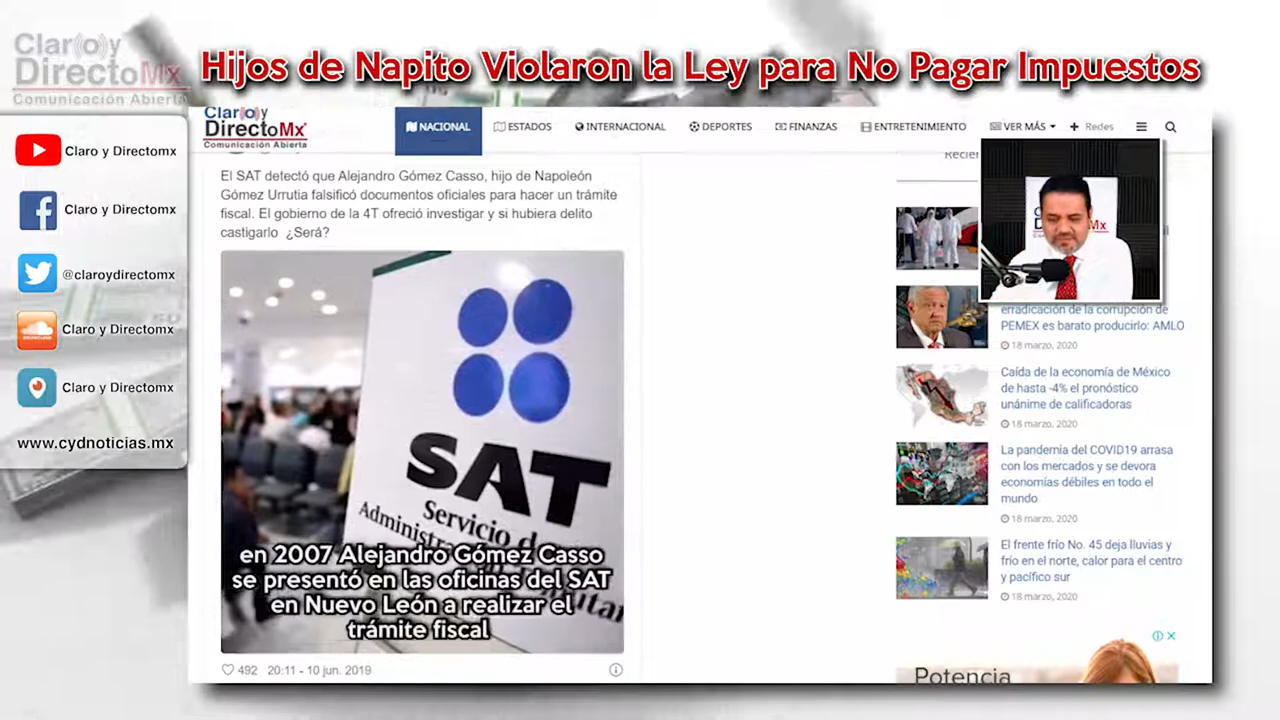 Claro y
DirectoMx
Comunicación Abierta
Hijos de Napito Violaron la Ley para No Pagar Impuestos
Claro y Directomx
Claro y Directomx
@claroydirectomx
Claro y Directomx
Claro y Directomx
www.cydnoticias.mx
Claro y
DirectoMx
Comunicación Abierta
NACIONAL
ESTADOS
INTERNACIONAL
DEPORTES
FINANZAS
ENTRETENIMIENTO
VER MÁS
Redes
El SAT detectó que Alejandro Gómez Casso, hijo de Napoleón
Gómez Urrutia falsificó documentos oficiales para hacer un trámite
fiscal. El gobierno de la 4T ofreció investigar y si hubiera delito
castigarlo ¿Será?
SAT
Servicio d
Administr
en 2007 Alejandro Gómez Casso
se presentó en las oficinas del SAT
en Nuevo León a realizar el
trámite fiscal
492 20:11 - 10 jun. 2019
erradicación de la corrupción de
PEMEX es barato producirlo: AMLO
18 marzo, 2020
Caída de la economía de México
de hasta -4% el pronóstico
unánime de calificadoras
18 marzo, 2020
La pandemia del COVID19 arrasa
con los mercados y se devora
economías débiles en todo el
mundo
18 marzo, 2020
El frente frío No. 45 deja lluvias y
frío en el norte, calor para el centro
y pacífico sur
18 marzo, 2020
Potencia